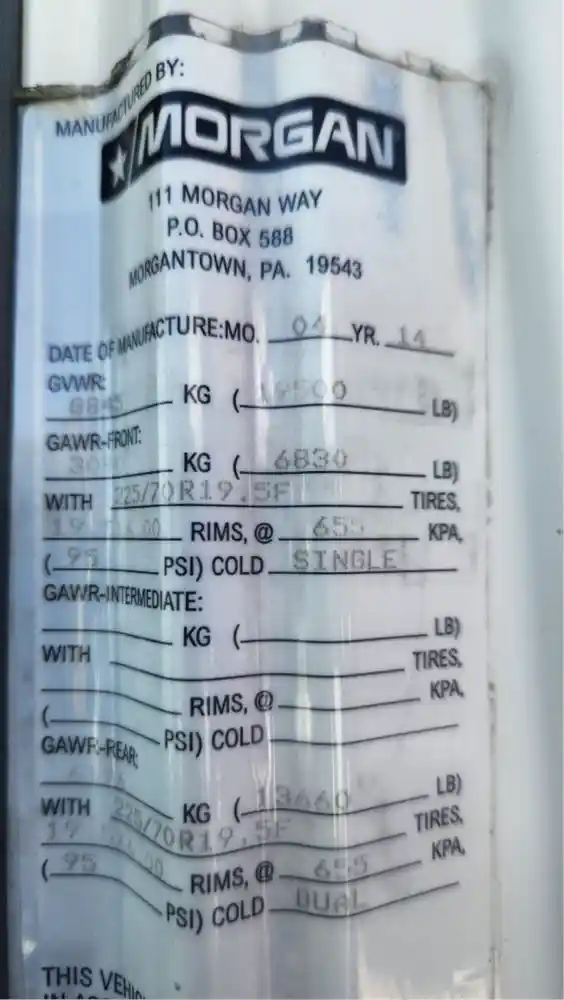 MANUFACTURED BY:
MORGAN
111 MORGAN WAY
P.O. BOX 588
MORGANTOWN, PA. 19543
DATE OF MANUFACTURE:MO. 04 YR. 14
GVWR:
KG ( 19500 LB)
GAWR-FRONT:
KG ( 6830 LB)
WITH 225/70R19.5F TIRES,
RIMS, @ 655 KPA,
( 95 PSI) COLD SINGLE
GAWR-INTERMEDIATE:
KG ( LB)
WITH TIRES,
RIMS, @ KPA,
( PSI) COLD
GAWR-REAR:
KG ( 13660 LB)
WITH 225/70R19.5F TIRES,
RIMS, @ 655 KPA,
( 95 PSI) COLD DUAL
THIS